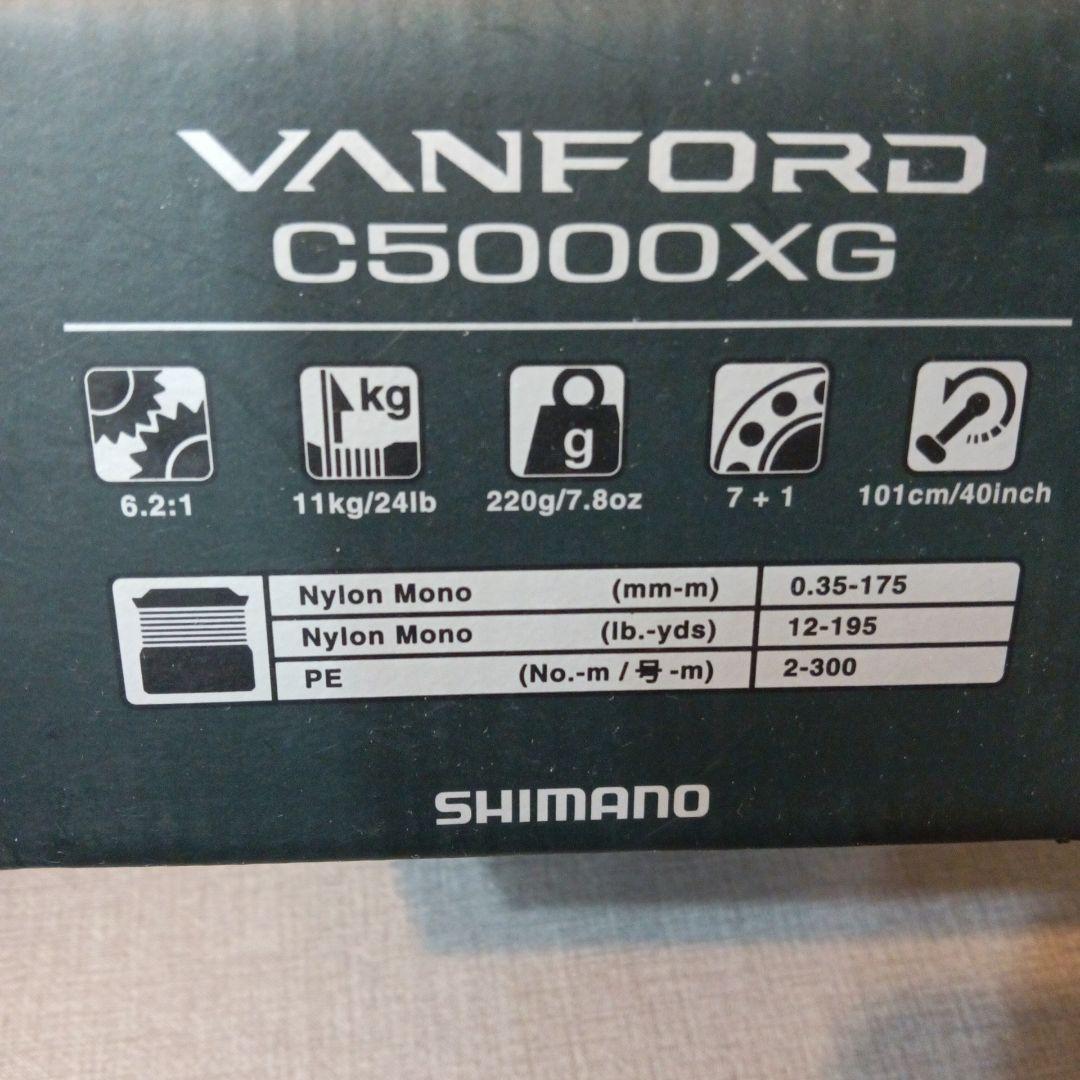 VANFORD
C5000XG
kg
g
6.2:1 11kg/24lb 220g/7.8oz 7 + 1 101cm/40inch
Nylon Mono (mm-m) 0.35-175
Nylon Mono (lb.-yds) 12-195
PE (No.-m / 号 -m) 2-300
SHIMANO